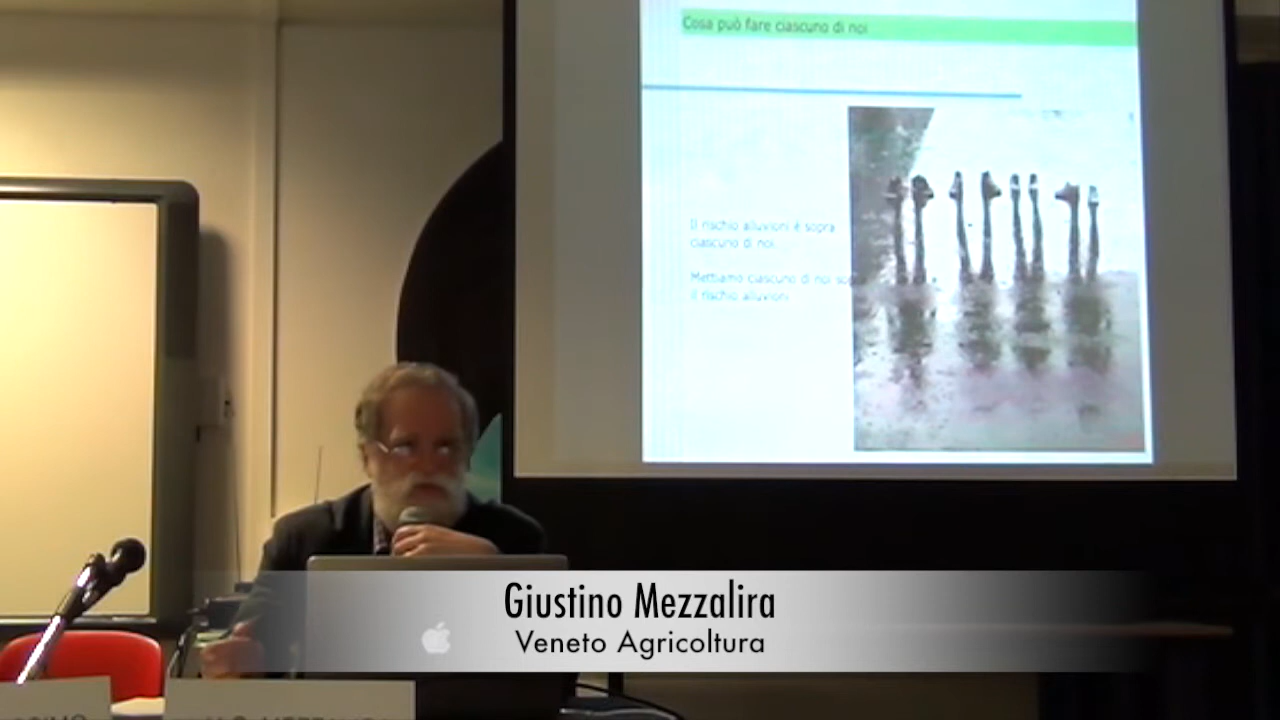 Cosa può fare ciascuno di noi
Il rischio alluvioni è sopra
ciascuno di noi.
Mettiamo ciascuno di noi
il rischio alluvioni
Giustino Mezzalira
Veneto Agricoltura